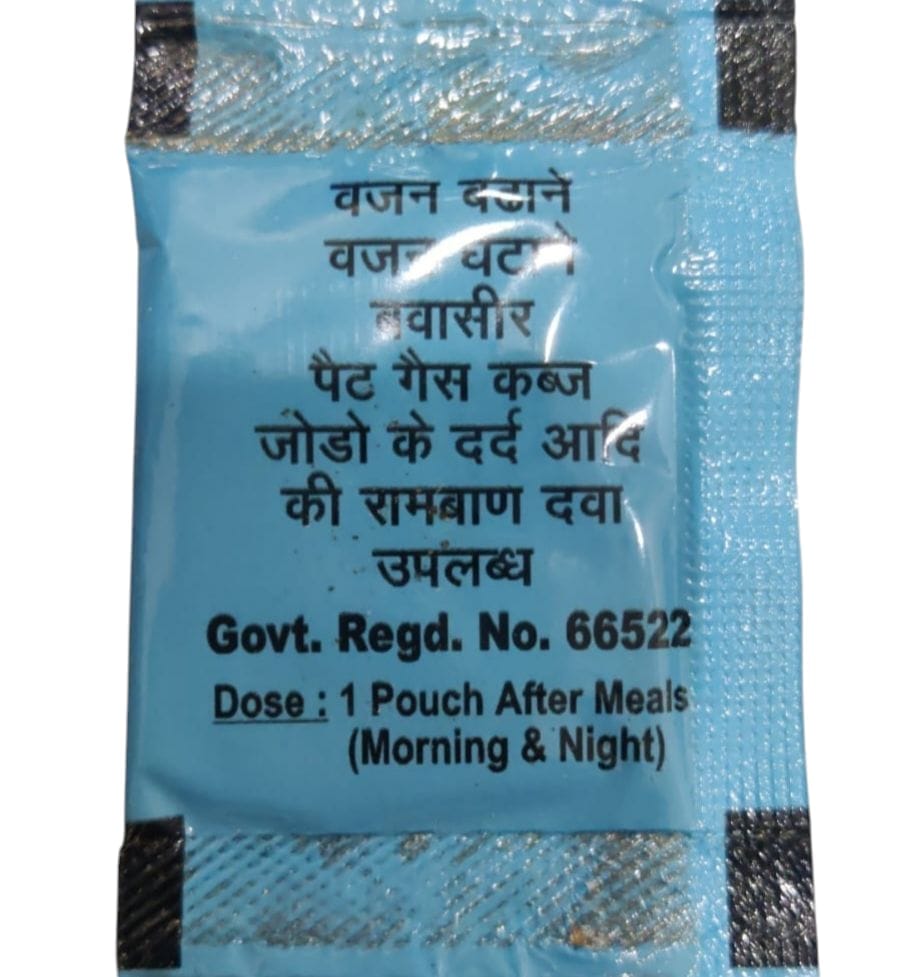 वजन बढाने
वजन घटाने
बवासीर
पैट गैस कब्ज
जोडो के दर्द आदि
की रामबाण दवा
उपलब्ध
Govt. Regd. No. 66522
Dose : 1 Pouch After Meals
(Morning & Night)